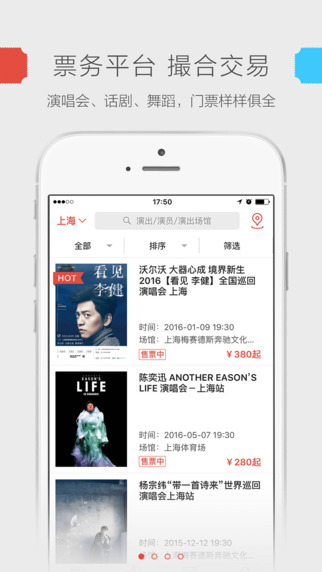 票务平台 撮合交易
演唱会、话剧、舞蹈，门票样样俱全
17:50
上海
演出/演员/演出场馆
全部
排序
筛选
HOT
看见
李健
沃尔沃 大器心成 境界新生
2016【看见 李健】全国巡回
演唱会 上海
时间：2016-01-09 19:30
场馆：上海梅赛德斯奔驰文化...
售票中
￥380起
EASON'S
LIFE
陈奕迅 ANOTHER EASON'S
LIFE 演唱会－上海站
时间：2016-05-07 19:30
场馆：上海体育场
售票中
￥280起
杨宗纬“带一首诗来”世界巡回
演唱会上海站
时间：2015-12-12 19:30
场馆：上海梅赛德斯奔驰文化...